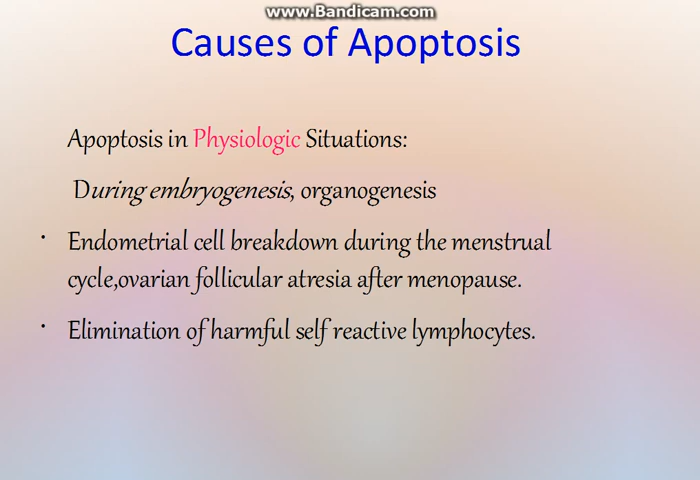 www.Bandicam.com
Causes of Apoptosis
Apoptosis in Physiologic Situations:
During embryogenesis, organogenesis
• Endometrial cell breakdown during the menstrual
cycle,ovarian follicular atresia after menopause.
• Elimination of harmful self reactive lymphocytes.